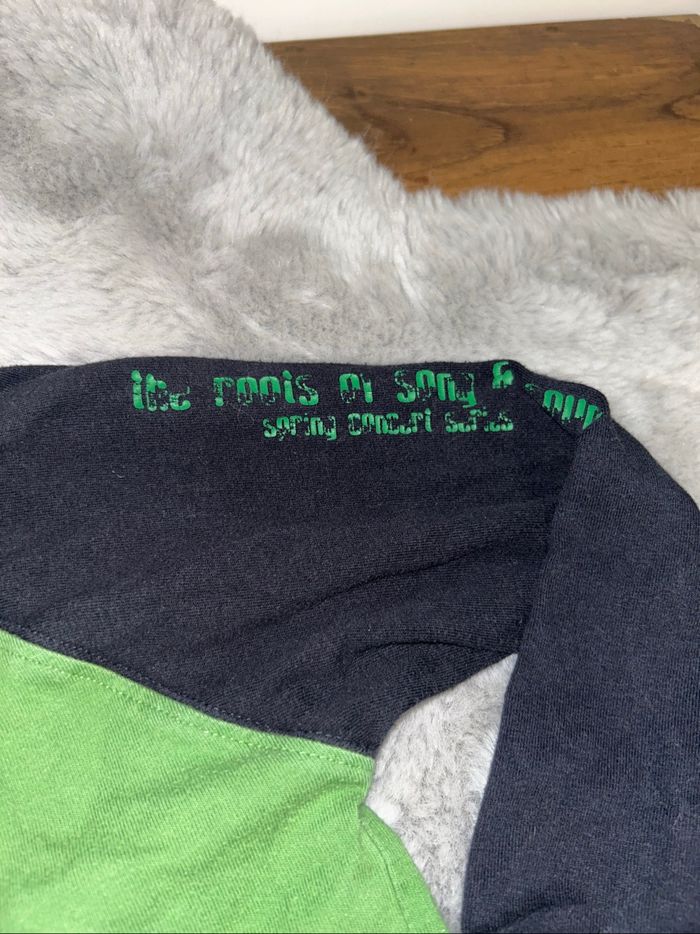 the roots of song &
spring concert series